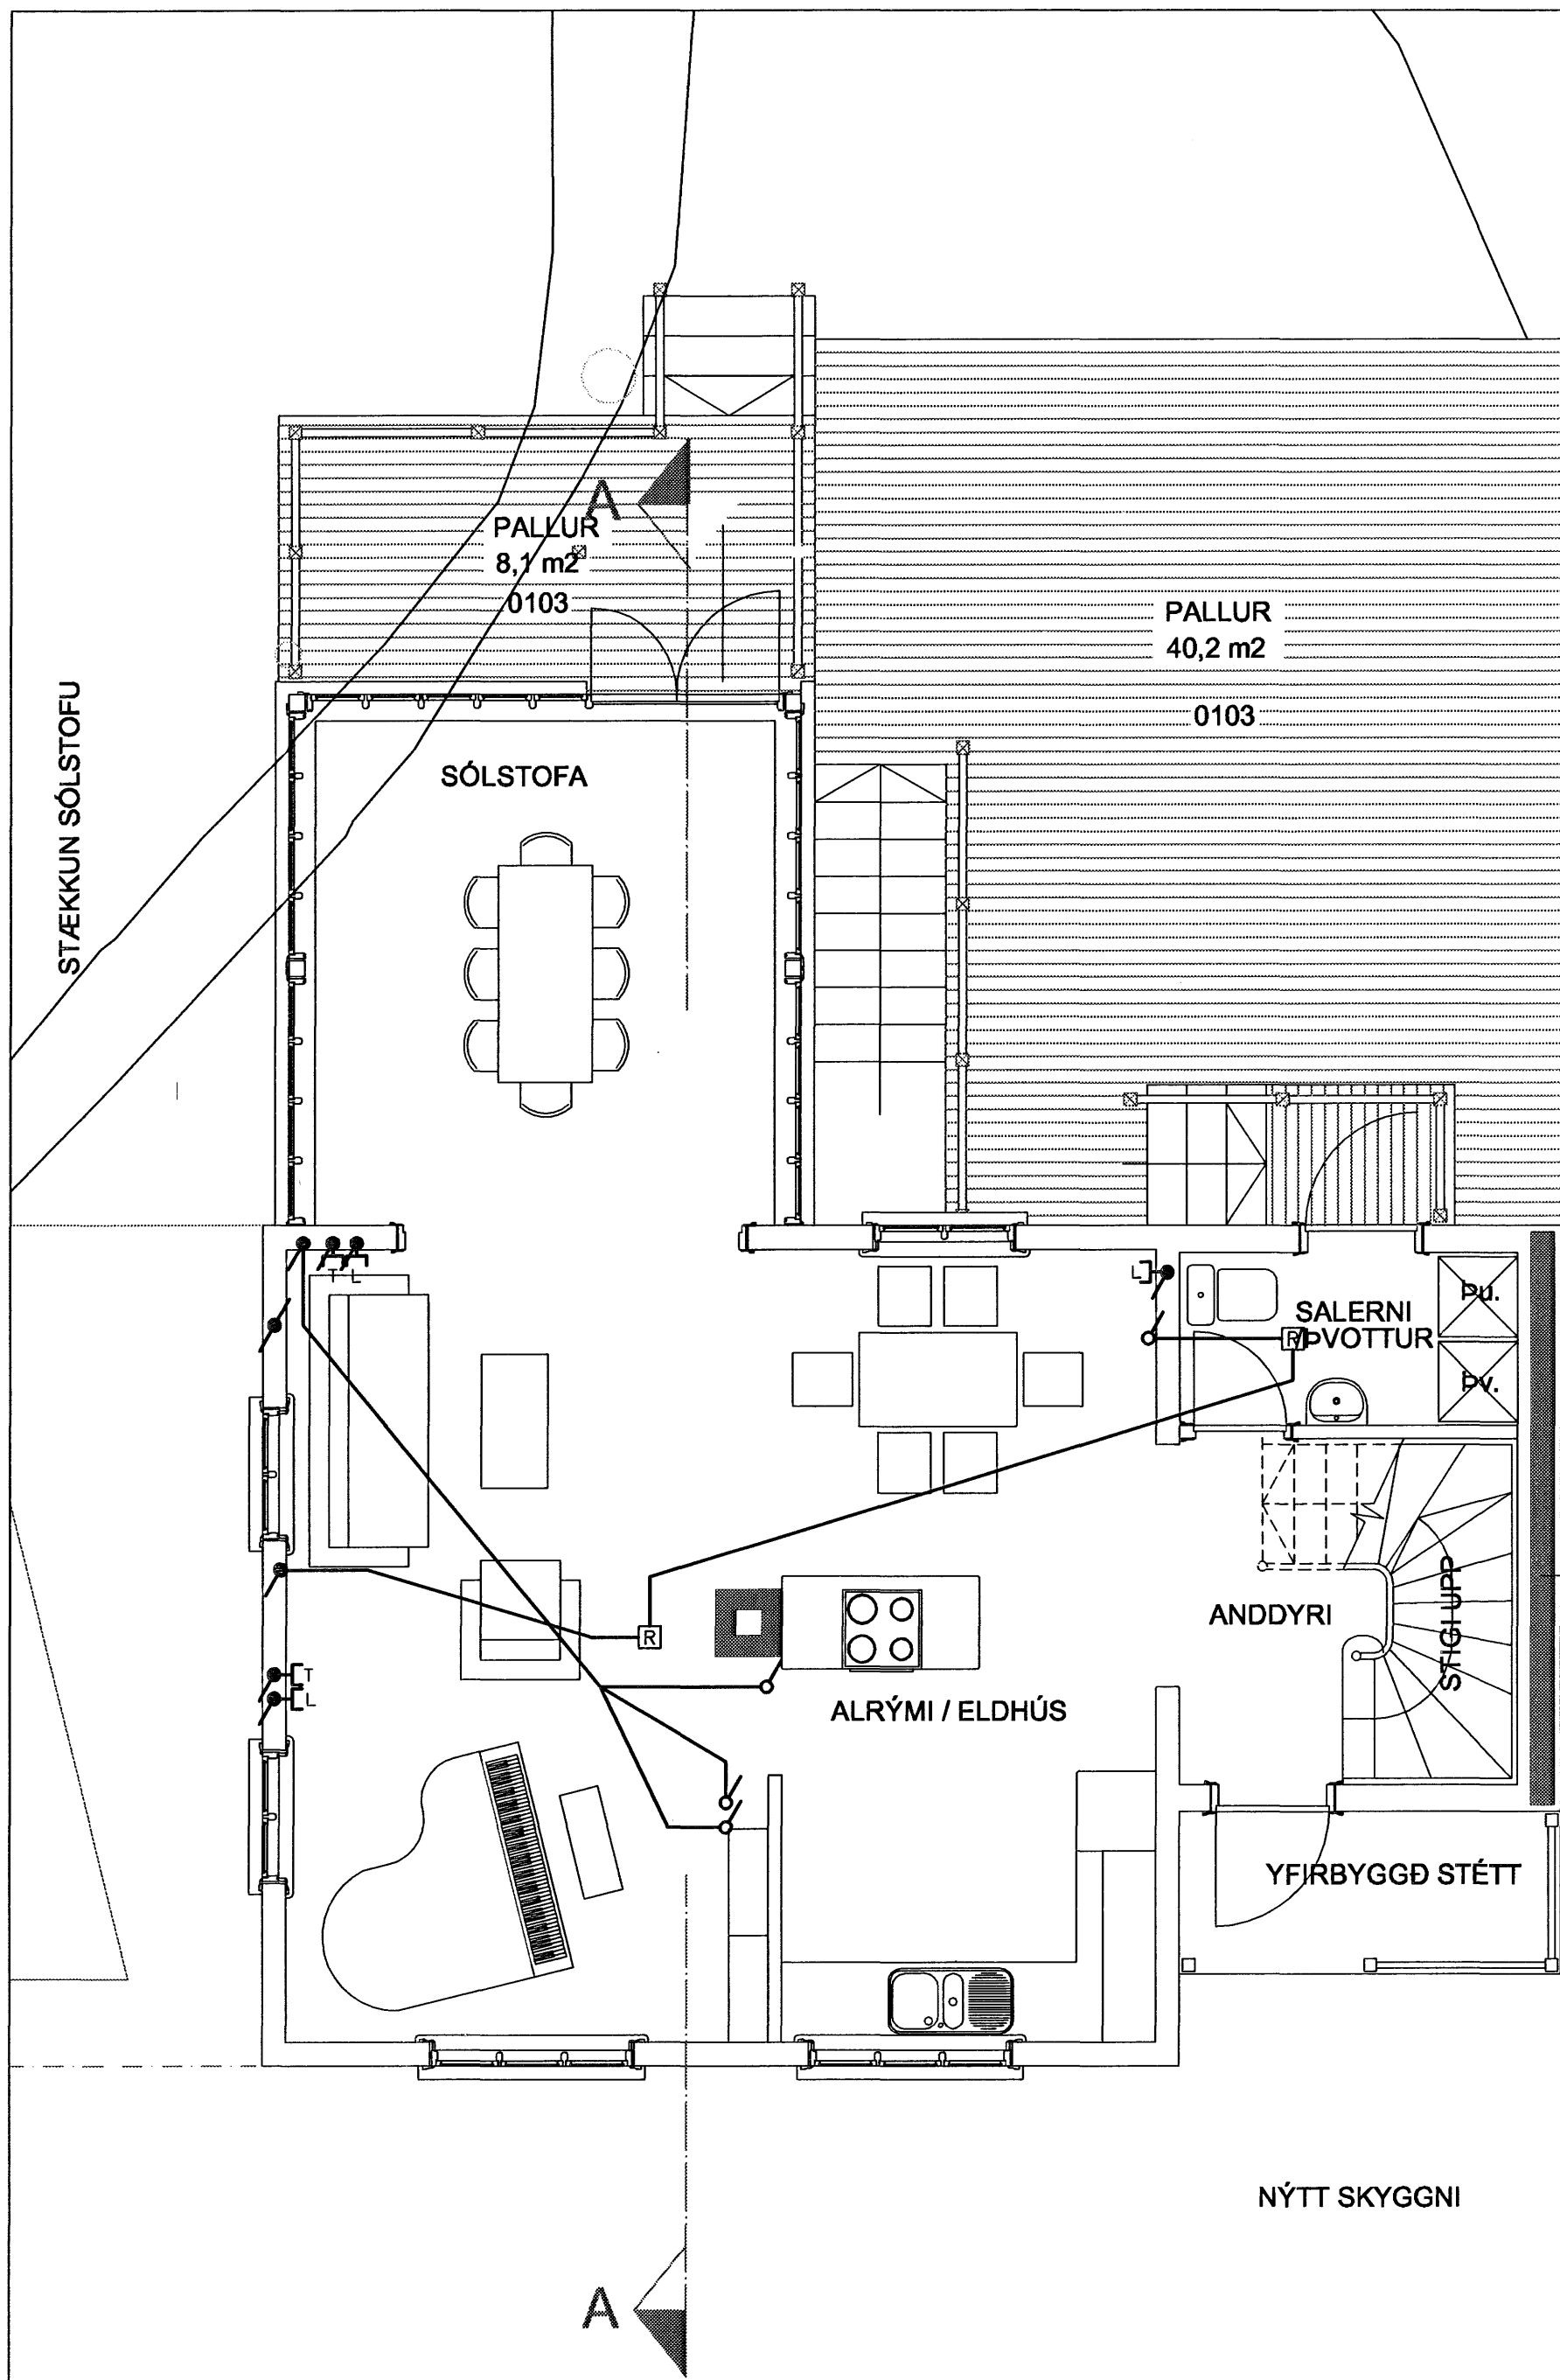 A
PALLUR
8,1 m2
0103
PALLUR
40,2 m2
0103
STÆKKUN SÓLSTOFU
SÓLSTOFA
T L
L
SALERNI
/ÞVOTTUR
R
Þu.
Þv.
R
ANDDYRI
STIGI UPP
T
L
ALRÝMI / ELDHÚS
YFIRBYGGÐ STÉTT
NÝTT SKYGGNI
A